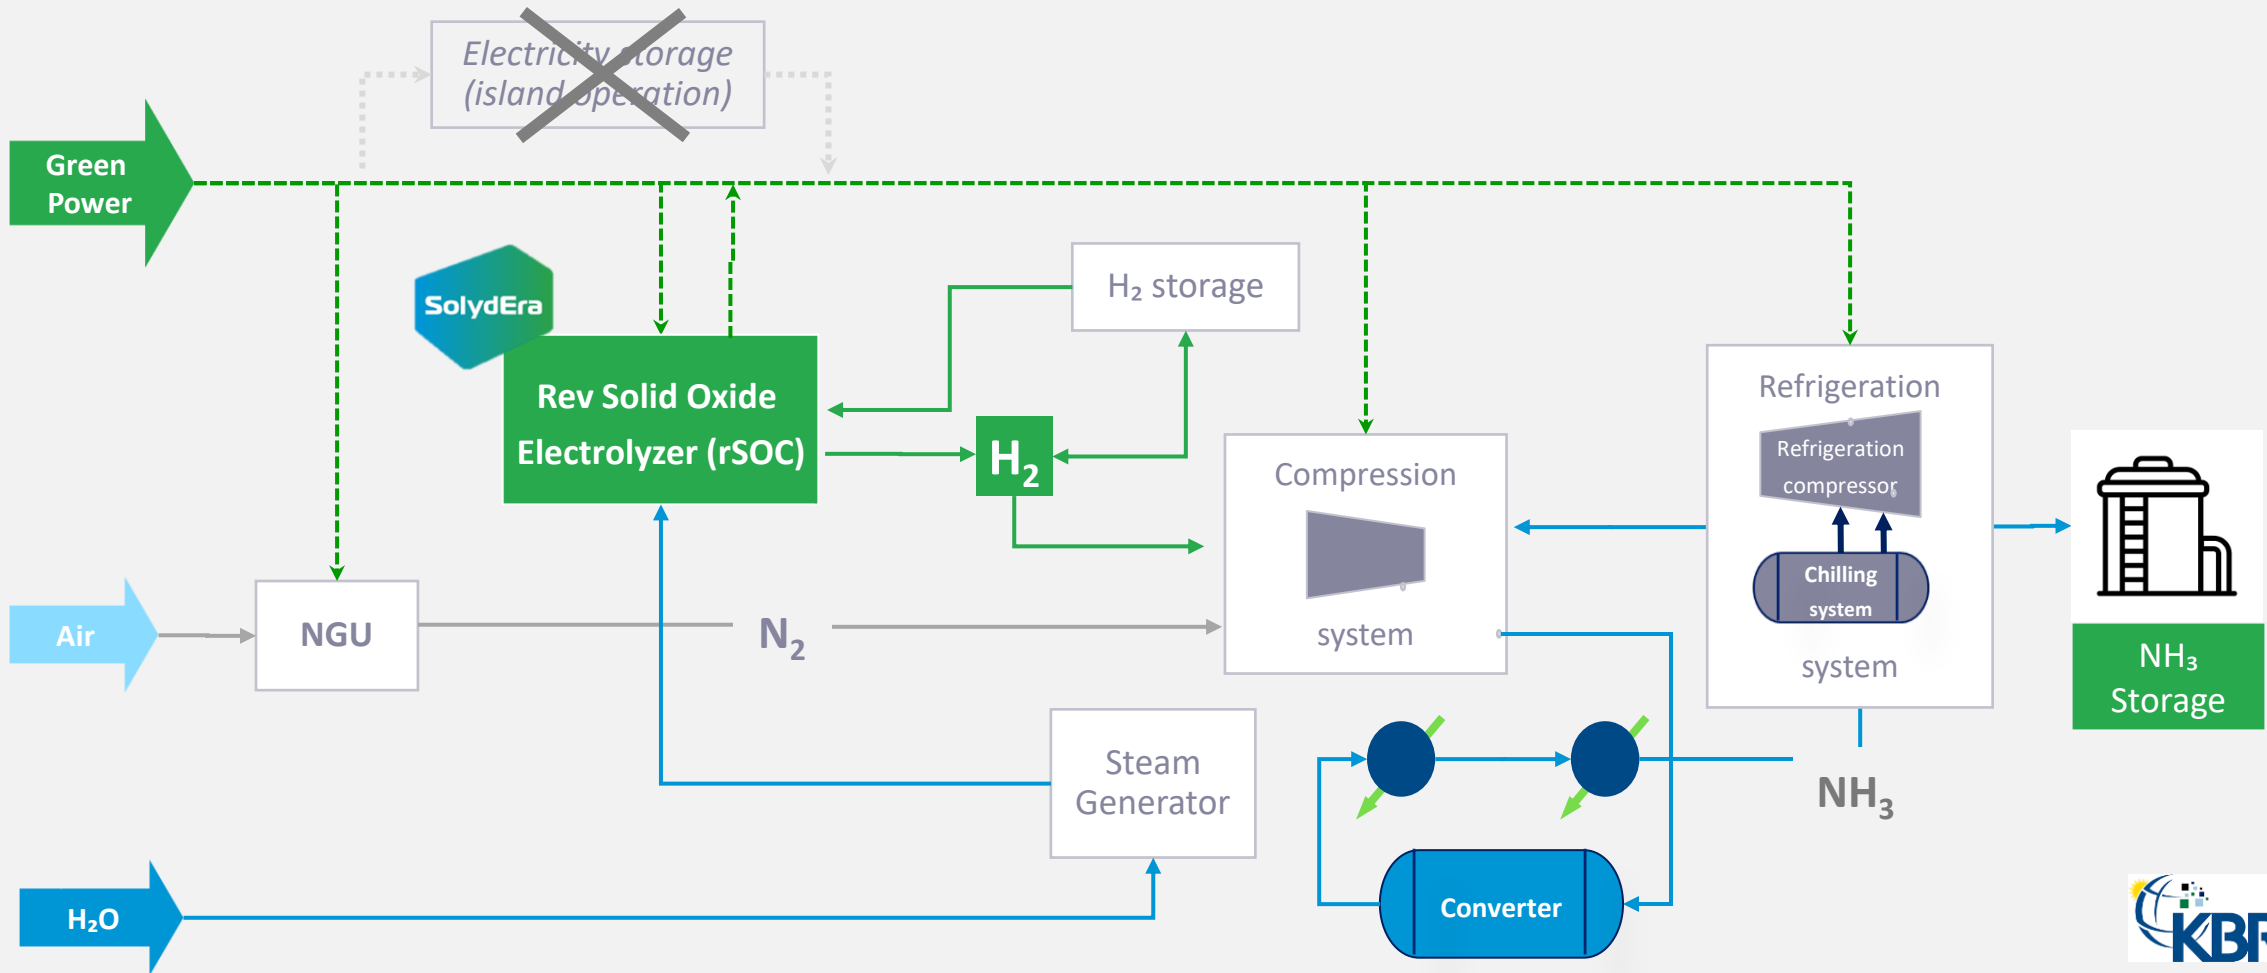 Electricity storage
(island operation)
Green
Power
SolydEra
H₂ storage
Rev Solid Oxide
Electrolyzer (rSOC)
H₂
Refrigeration
Refrigeration
compressor
Chilling
system
system
Compression
system
Air
NGU
N₂
NH₃
Storage
Steam
Generator
NH₃
H₂O
Converter
KBR